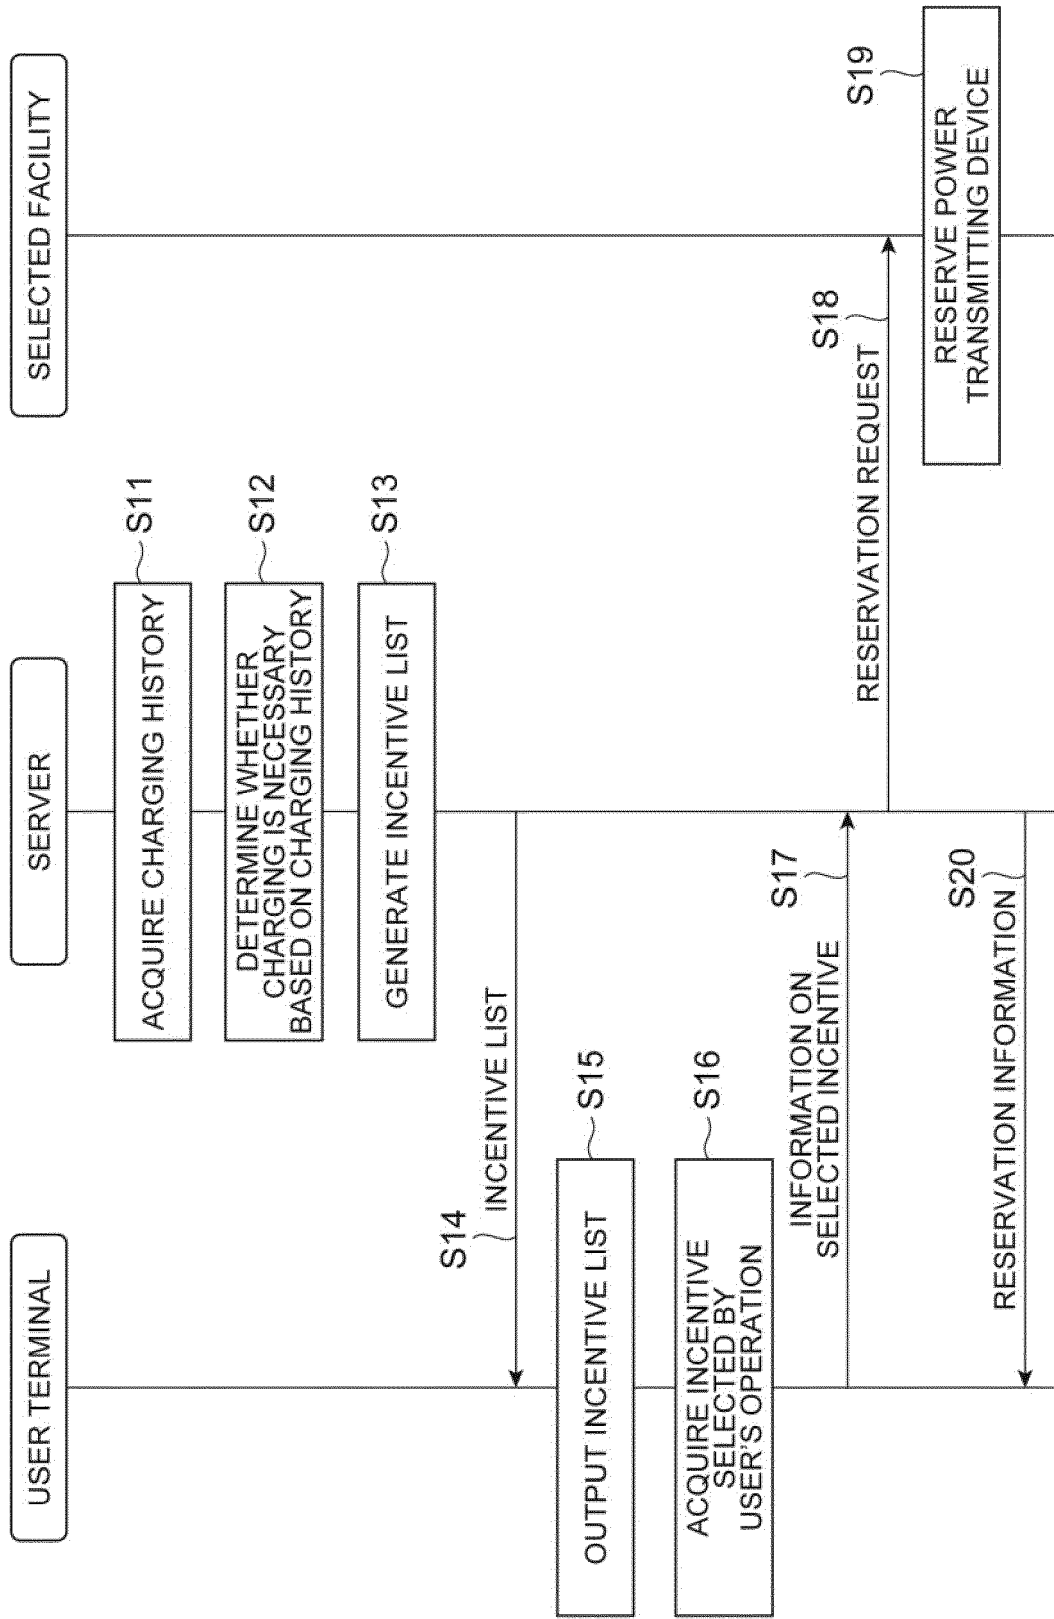 USER TERMINAL
SERVER
SELECTED FACILITY
ACQUIRE CHARGING HISTORY
S11
DETERMINE WHETHER
CHARGING IS NECESSARY
BASED ON CHARGING HISTORY
S12
GENERATE INCENTIVE LIST
S13
S14
INCENTIVE LIST
OUTPUT INCENTIVE LIST
S15
ACQUIRE INCENTIVE
SELECTED BY
USER'S OPERATION
S16
INFORMATION ON
SELECTED INCENTIVE
S17
RESERVATION REQUEST
S18
RESERVE POWER
TRANSMITTING DEVICE
S19
RESERVATION INFORMATION
S20